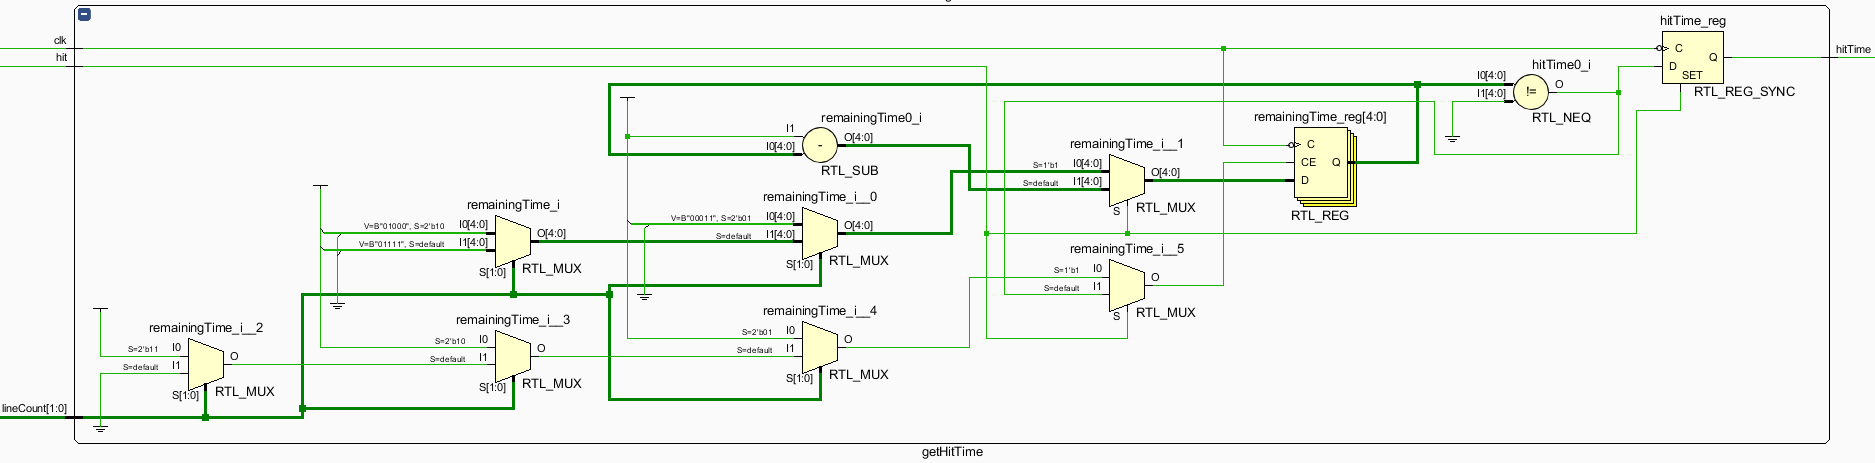 hitTime_reg
clk
hit
C
Q
hitTime
D
SET
RTL_REG_SYNC
hitTime0_i
I0[4:0]
I1[4:0]
!=
O
RTL_NEQ
remainingTime0_i
I1
I0[4:0]
-
O[4:0]
RTL_SUB
remainingTime_reg[4:0]
C
CE
Q
D
RTL_REG
remainingTime_i__1
S=1'b1
I0[4:0]
S=default
I1[4:0]
O[4:0]
S
RTL_MUX
remainingTime_i
V=B"01000", S=2'b10
I0[4:0]
V=B"01111", S=default
I1[4:0]
O[4:0]
S[1:0]
RTL_MUX
remainingTime_i__0
V=B"00011", S=2'b01
I0[4:0]
S=default
I1[4:0]
O[4:0]
S[1:0]
RTL_MUX
remainingTime_i__5
S=1'b1
I0
S=default
I1
O
S
RTL_MUX
remainingTime_i__2
S=2'b11
I0
S=default
I1
O
S[1:0]
RTL_MUX
remainingTime_i__3
S=2'b10
I0
S=default
I1
O
S[1:0]
RTL_MUX
remainingTime_i__4
S=2'b01
I0
S=default
I1
O
S[1:0]
RTL_MUX
lineCount[1:0]
getHitTime